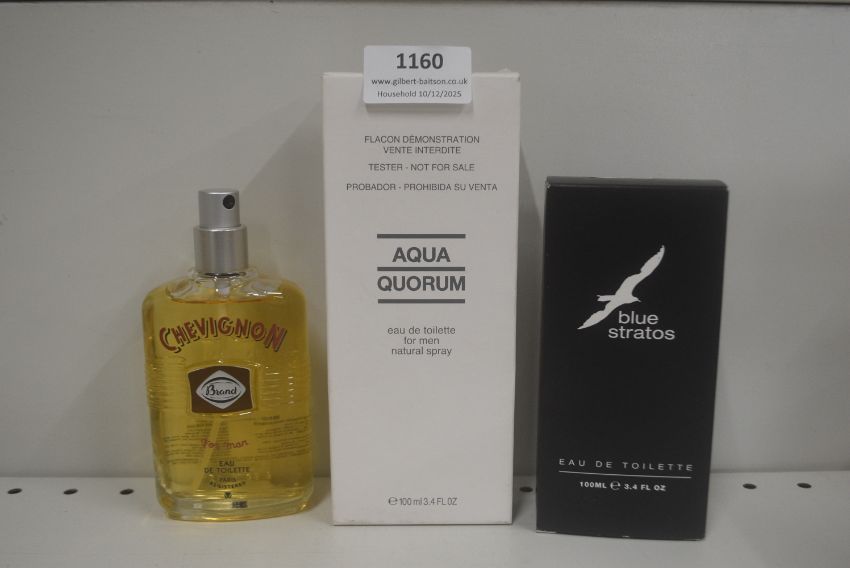 1160
www.gilbert-baitson.co.uk
Household 10/12/2025
FLACON DÉMONSTRATION
VENTE INTERDITE
TESTER - NOT FOR SALE
PROBADOR - PROHIBIDA SU VENTA
AQUA
QUORUM
eau de toilette
for men
natural spray
℮ 100 ml 3.4 FL OZ
CHEVIGNON
Brand
For man
EAU
DE TOILETTE
PARIS
blue
stratos
EAU DE TOILETTE
100ML ℮ 3.4 FL OZ